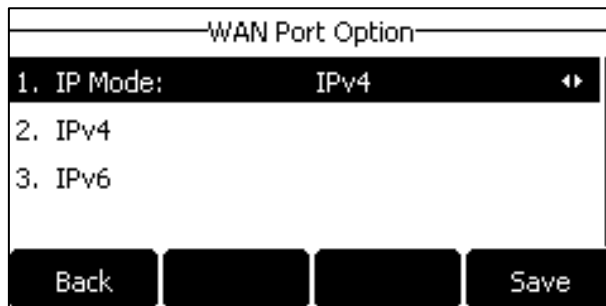 WAN Port Option
1. IP Mode: IPv4
2. IPv4
3. IPv6
Back Save